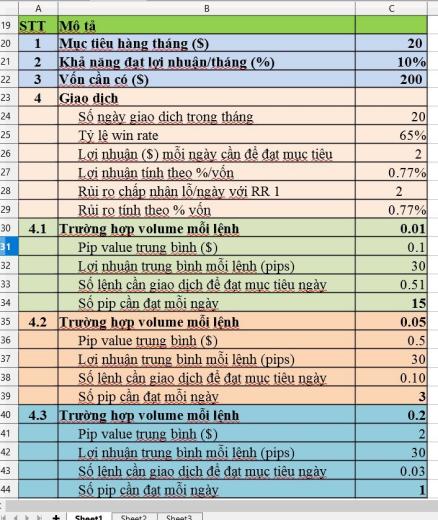 A B C
19 STT Mô tả
20 1 Mục tiêu hàng tháng ($) 20
21 2 Khả năng đạt lợi nhuận/tháng (%) 10%
22 3 Vốn cần có ($) 200
23 4 Giao dịch
24 Số ngày giao dich trong tháng 20
25 Tỷ lệ win rate 65%
26 Lợi nhuận ($) mỗi ngày cần để đạt mục tiêu 2
27 Lợi nhuận tính theo %/vốn 0.77%
28 Rủi ro chấp nhận lỗ/ngày với RR 1 2
29 Rủi ro tính theo % vốn 0.77%
30 4.1 Trường hợp volume mỗi lệnh 0.01
31 Pip value trung bình ($) 0.1
32 Lợi nhuận trung bình mỗi lệnh (pips) 30
33 Số lệnh cần giao dịch để đạt mục tiêu ngày 0.51
34 Số pip cần đạt mỗi ngày 15
35 4.2 Trường hợp volume mỗi lệnh 0.05
36 Pip value trung bình ($) 0.5
37 Lợi nhuận trung bình mỗi lệnh (pips) 30
38 Số lệnh cần giao dịch để đạt mục tiêu ngày 0.10
39 Số pip cần đạt mỗi ngày 3
40 4.3 Trường hợp volume mỗi lệnh 0.2
41 Pip value trung bình ($) 2
42 Lợi nhuận trung bình mỗi lệnh (pips) 30
43 Số lệnh cần giao dịch để đạt mục tiêu ngày 0.03
44 Số pip cần đạt mỗi ngày 1
Sheet1 Sheet2 Sheet3